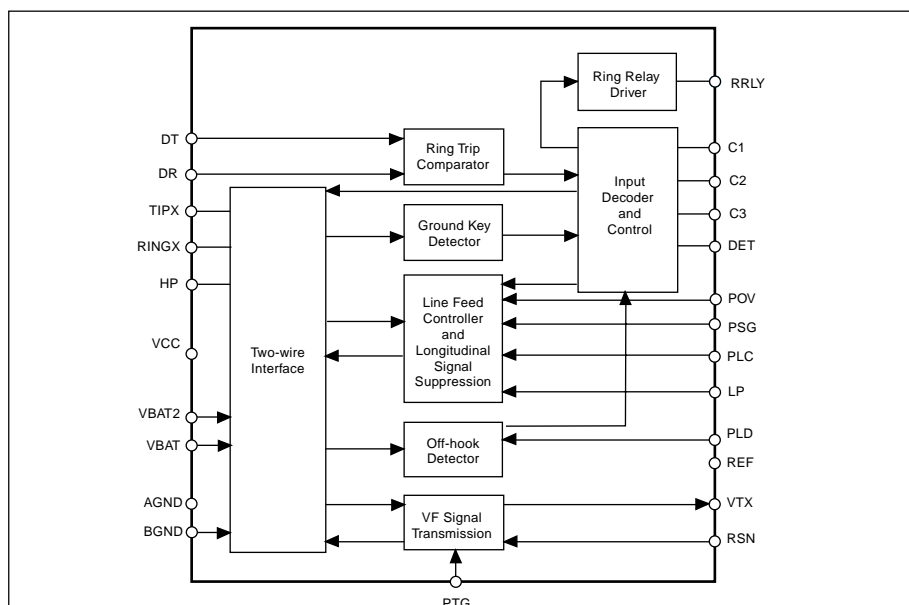 Ring Relay
Driver
RRLY
DT
Ring Trip
Comparator
C1
DR
Input
Decoder
and
Control
C2
TIPX
C3
Ground Key
Detector
RINGX
DET
HP
POV
Line Feed
Controller
and
Longitudinal
Signal
Suppression
PSG
VCC
Two-wire
Interface
PLC
LP
VBAT2
VBAT
Off-hook
Detector
PLD
REF
AGND
VF Signal
Transmission
VTX
BGND
RSN
PTG